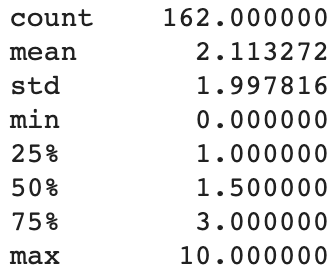 count 162.000000
mean 2.113272
std 1.997816
min 0.000000
25% 1.000000
50% 1.500000
75% 3.000000
max 10.000000